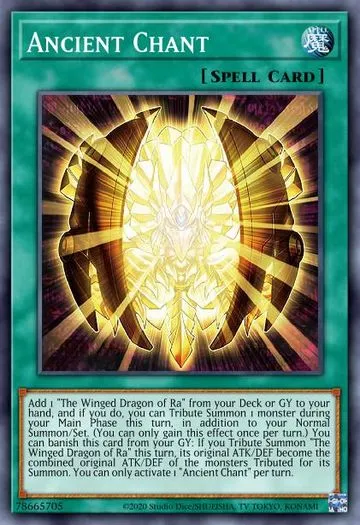 ANCIENT CHANT
SPELL
[SPELL CARD]
Add 1 "The Winged Dragon of Ra" from your Deck or GY to
your hand, and if you do, you can Tribute Summon 1 monster
during your Main Phase this turn, in addition to your
Normal Summon/Set. (You can only gain this effect once per turn.) You
can banish this card from your GY: If you Tribute Summon "The
Winged Dragon of Ra" this turn, its original ATK/DEF become the
combined original ATK/DEF of the monsters Tributed for its
Summon. You can only activate 1 "Ancient Chant" per turn.
78665705
©2020 Studio Dice/SHUEISHA, TV TOKYO, KONAMI